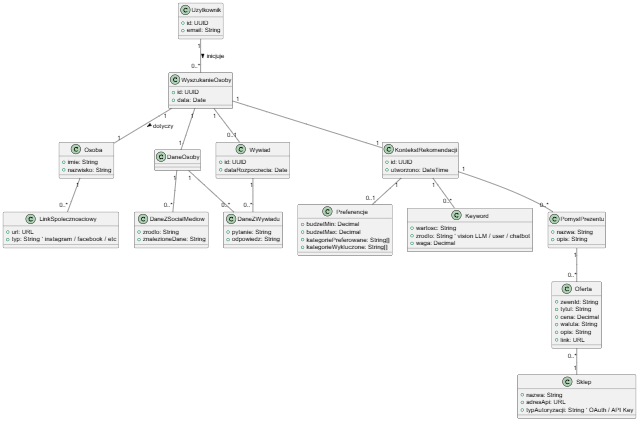 C Użytkownik
id: UUID
email: String
1
inicjuje
0..*
C WyszukanieOsoby
id: UUID
data: Date
1
1
1
1
dotyczy
1
1
0..1
1
C Osoba
imie: String
nazwisko: String
C DaneOsoby
C Wywiad
id: UUID
dataRozpoczecia: Date
C KontekstRekomendacji
id: UUID
utworzono: DateTime
1
1
1
1
1
1
1
0..*
0..*
0..*
0..*
0..1
0..*
0..*
C LinkSpolecznosciowy
url: URL
typ: String ' instagram / facebook / etc
C DaneZSocialMediow
zrodlo: String
znalezioneDane: String
C DaneZWywiadu
pytanie: String
odpowiedz: String
C Preferencje
budzetMin: Decimal
budzetMax: Decimal
kategoriePreferowane: String[]
kategorieWykluczone: String[]
C Keyword
wartosc: String
zrodlo: String ' vision LLM / user / chatbot
waga: Decimal
C PomyslPrezentu
nazwa: String
opis: String
1
0..*
C Oferta
zewnId: String
tytul: String
cena: Decimal
waluta: String
opis: String
link: URL
0..*
1
C Sklep
nazwa: String
adresApi: URL
typAutoryzacji: String ' OAuth / API Key